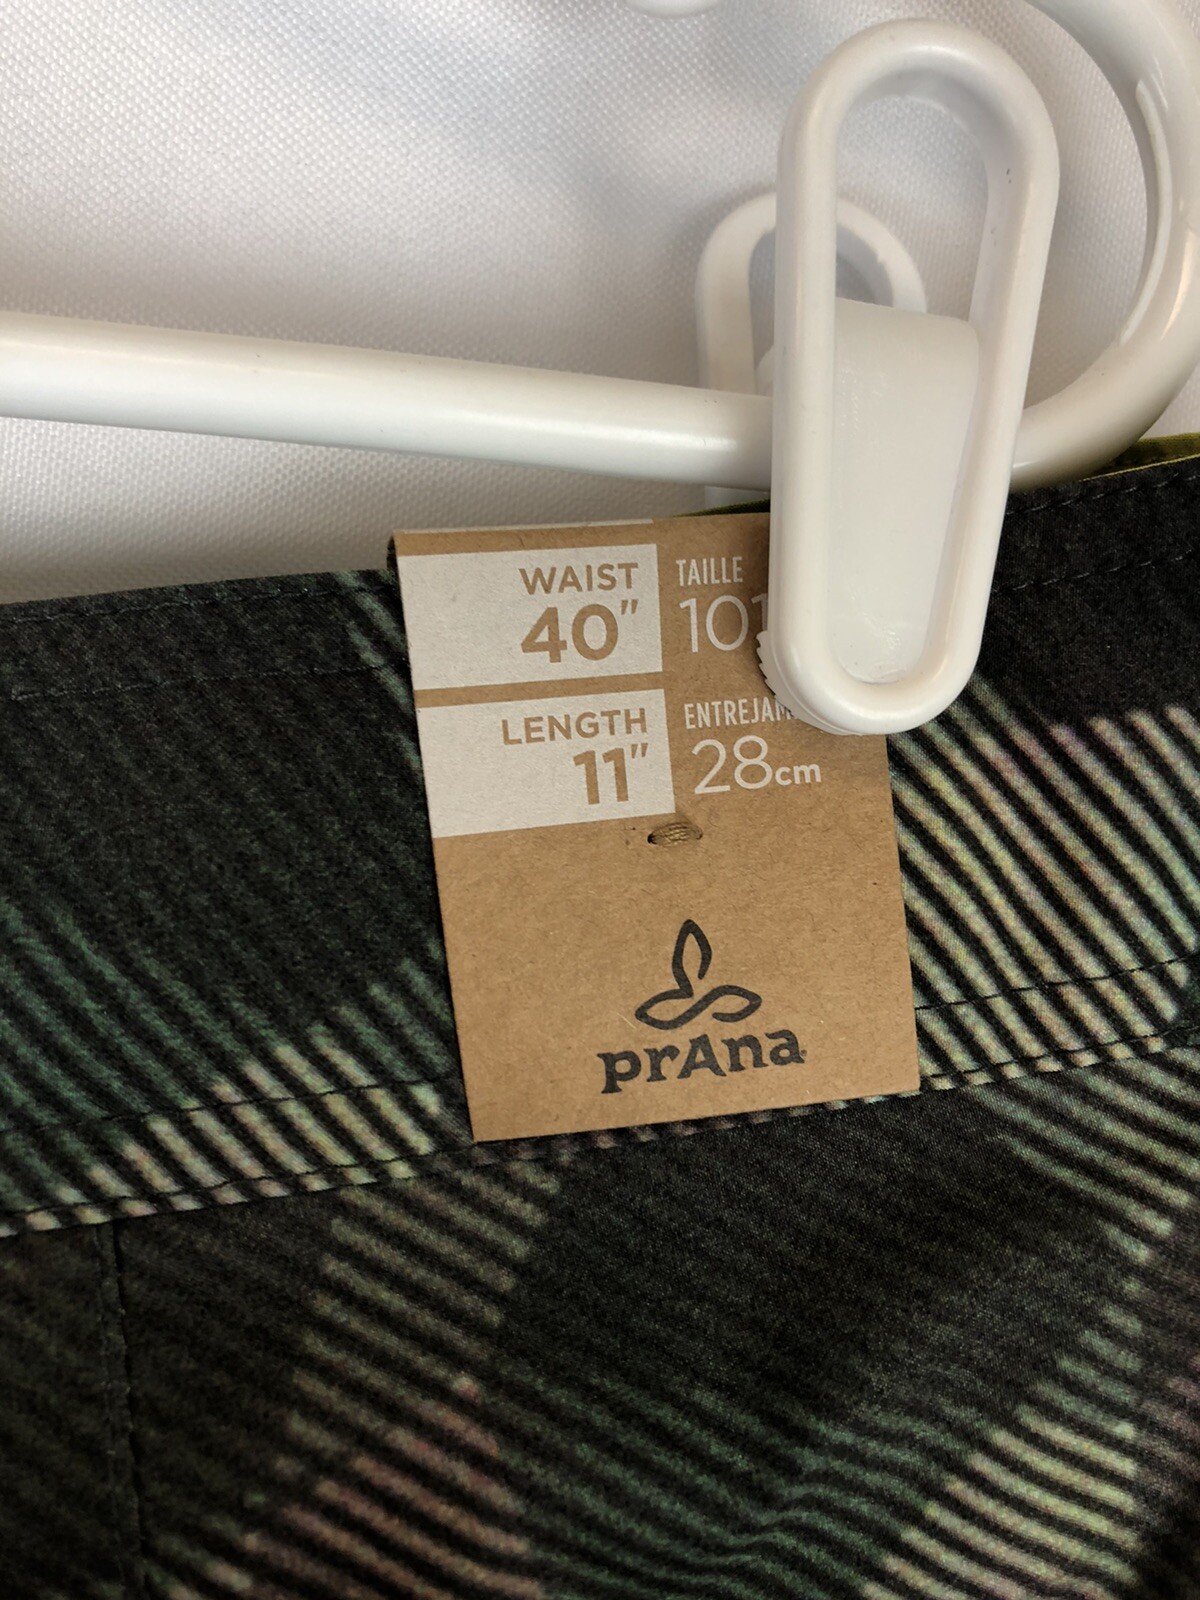 WAIST
40"
TAILLE
LENGTH
11"
28cm
prAna